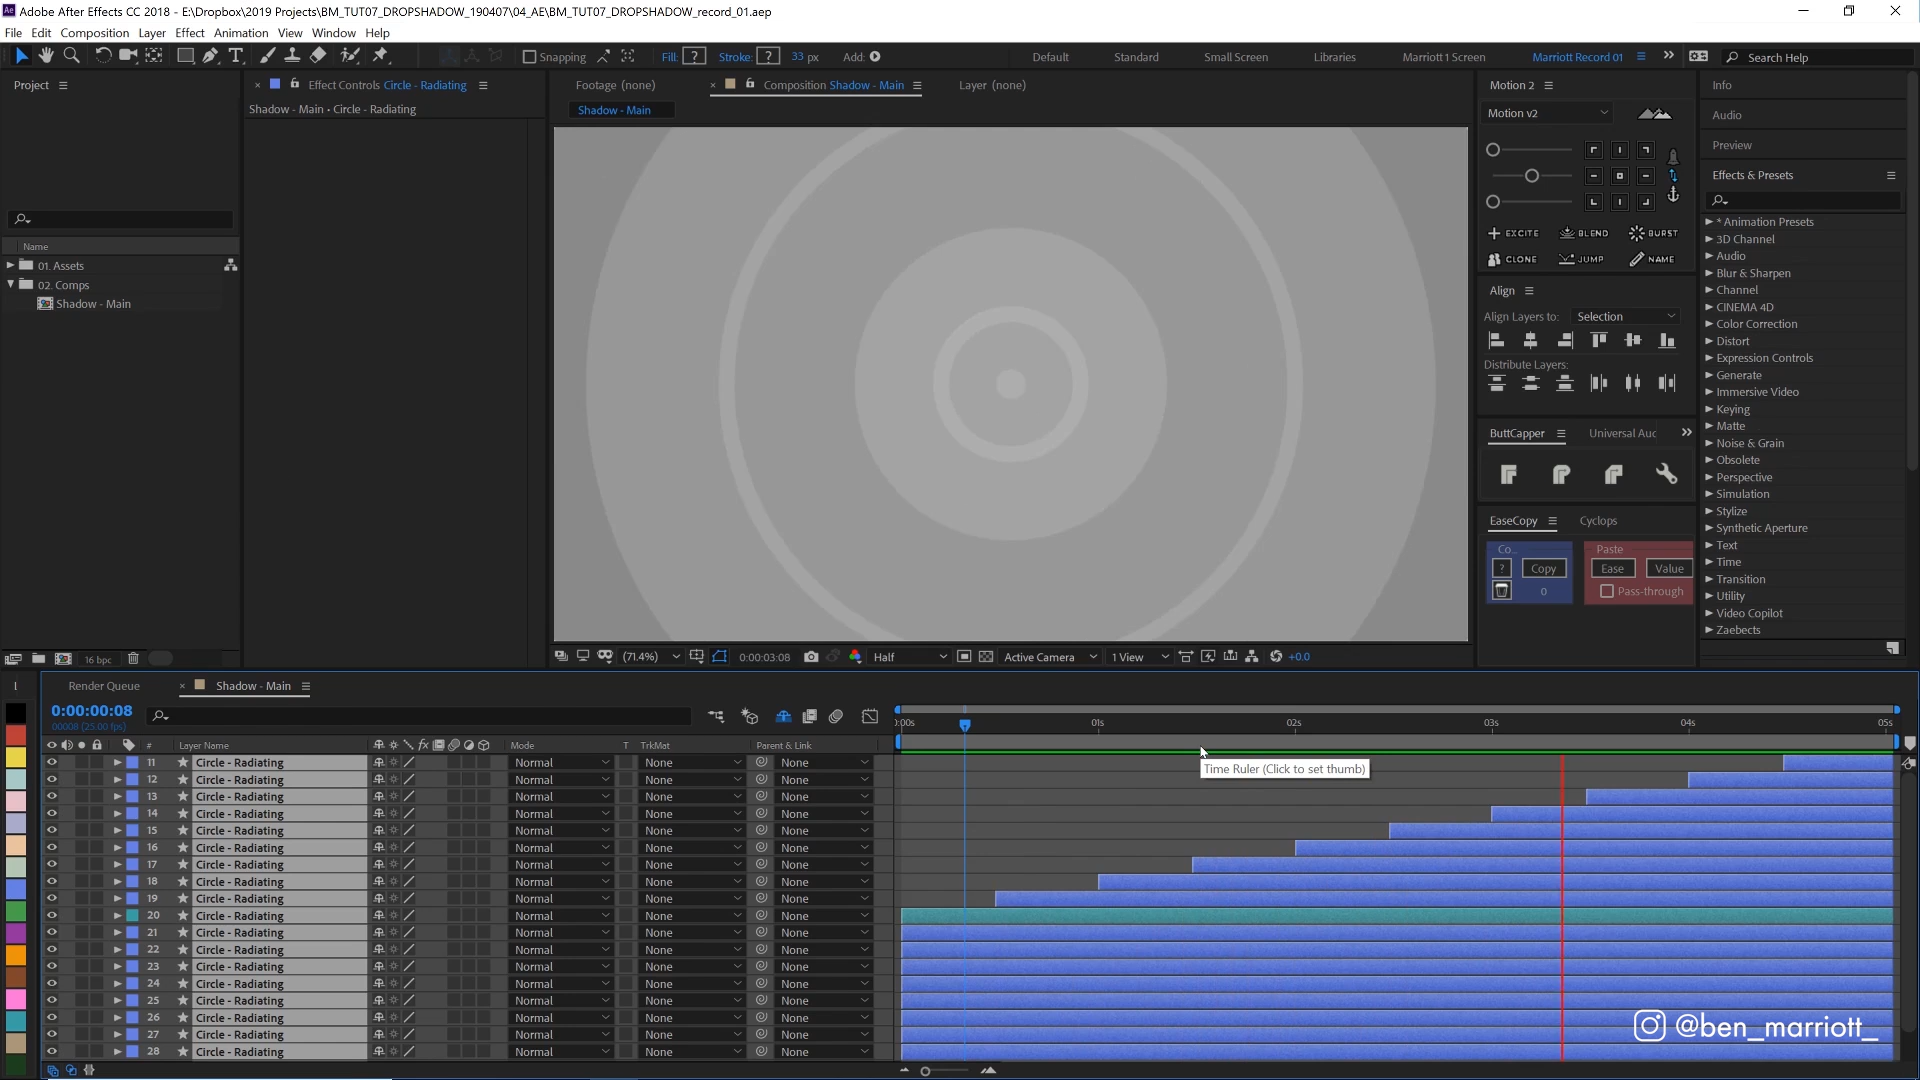 Adobe After Effects CC 2018 - E:\Dropbox\2019 Projects\BM_TUT07_DROPSHADOW_190407\04_AE\BM_TUT07_DROPSHADOW_record_01.aep
File Edit Composition Layer Effect Animation View Window Help
Snapping Fill: ? Stroke: ? 33 px Add: Default Standard Small Screen Libraries Marriott 1 Screen Marriott Record 01 Search Help
Project
Effect Controls Circle - Radiating
Shadow - Main • Circle - Radiating
Name
01. Assets
02. Comps
Shadow - Main
16 bpc
Footage (none) Composition Shadow - Main Layer (none)
Shadow - Main
(71.4%) 0:00:03:08 Half Active Camera 1 View +0.0
Motion 2
Motion v2
EXCITE BLEND BURST
CLONE JUMP NAME
Align
Align Layers to: Selection
Distribute Layers:
ButtCapper Universal Auc
EaseCopy Cyclops
Co... Paste
? Copy Ease Value
0 Pass-through
Info
Audio
Preview
Effects & Presets
* Animation Presets
3D Channel
Audio
Blur & Sharpen
Channel
CINEMA 4D
Color Correction
Distort
Expression Controls
Generate
Immersive Video
Keying
Matte
Noise & Grain
Obsolete
Perspective
Simulation
Stylize
Synthetic Aperture
Text
Time
Transition
Utility
Video Copilot
Zaebects
Render Queue Shadow - Main
0:00:00:08
00008 (25.00 fps)
:00s 01s 02s 03s 04s 05s
# Layer Name fx Mode T TrkMat Parent & Link
11 Circle - Radiating Normal None None
12 Circle - Radiating Normal None None
13 Circle - Radiating Normal None None
14 Circle - Radiating Normal None None
15 Circle - Radiating Normal None None
16 Circle - Radiating Normal None None
17 Circle - Radiating Normal None None
18 Circle - Radiating Normal None None
19 Circle - Radiating Normal None None
20 Circle - Radiating Normal None None
21 Circle - Radiating Normal None None
22 Circle - Radiating Normal None None
23 Circle - Radiating Normal None None
24 Circle - Radiating Normal None None
25 Circle - Radiating Normal None None
26 Circle - Radiating Normal None None
27 Circle - Radiating Normal None None
28 Circle - Radiating Normal None None
Time Ruler (Click to set thumb)
@ben_marriott_